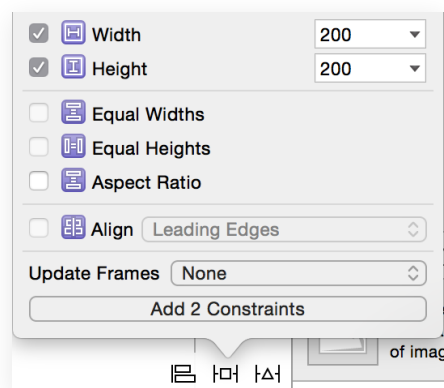 Width 200
Height 200
Equal Widths
Equal Heights
Aspect Ratio
Align Leading Edges
Update Frames None
Add 2 Constraints
of imag